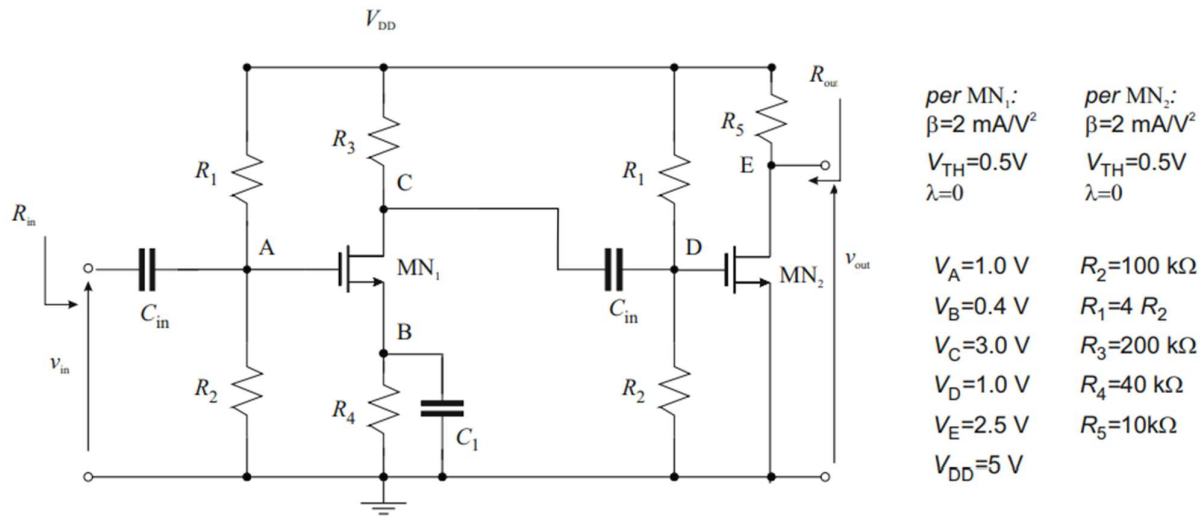 V_DD
R_1
R_3
C
R_1
R_5
E
R_out
R_in
A
MN_1
D
MN_2
v_out
C_in
C_in
v_in
B
R_2
R_4
C_1
R_2
per MN_1:
β=2 mA/V²
V_TH=0.5V
λ=0
per MN_2:
β=2 mA/V²
V_TH=0.5V
λ=0
V_A=1.0 V
V_B=0.4 V
V_C=3.0 V
V_D=1.0 V
V_E=2.5 V
V_DD=5 V
R_2=100 kΩ
R_1=4 R_2
R_3=200 kΩ
R_4=40 kΩ
R_5=10kΩ